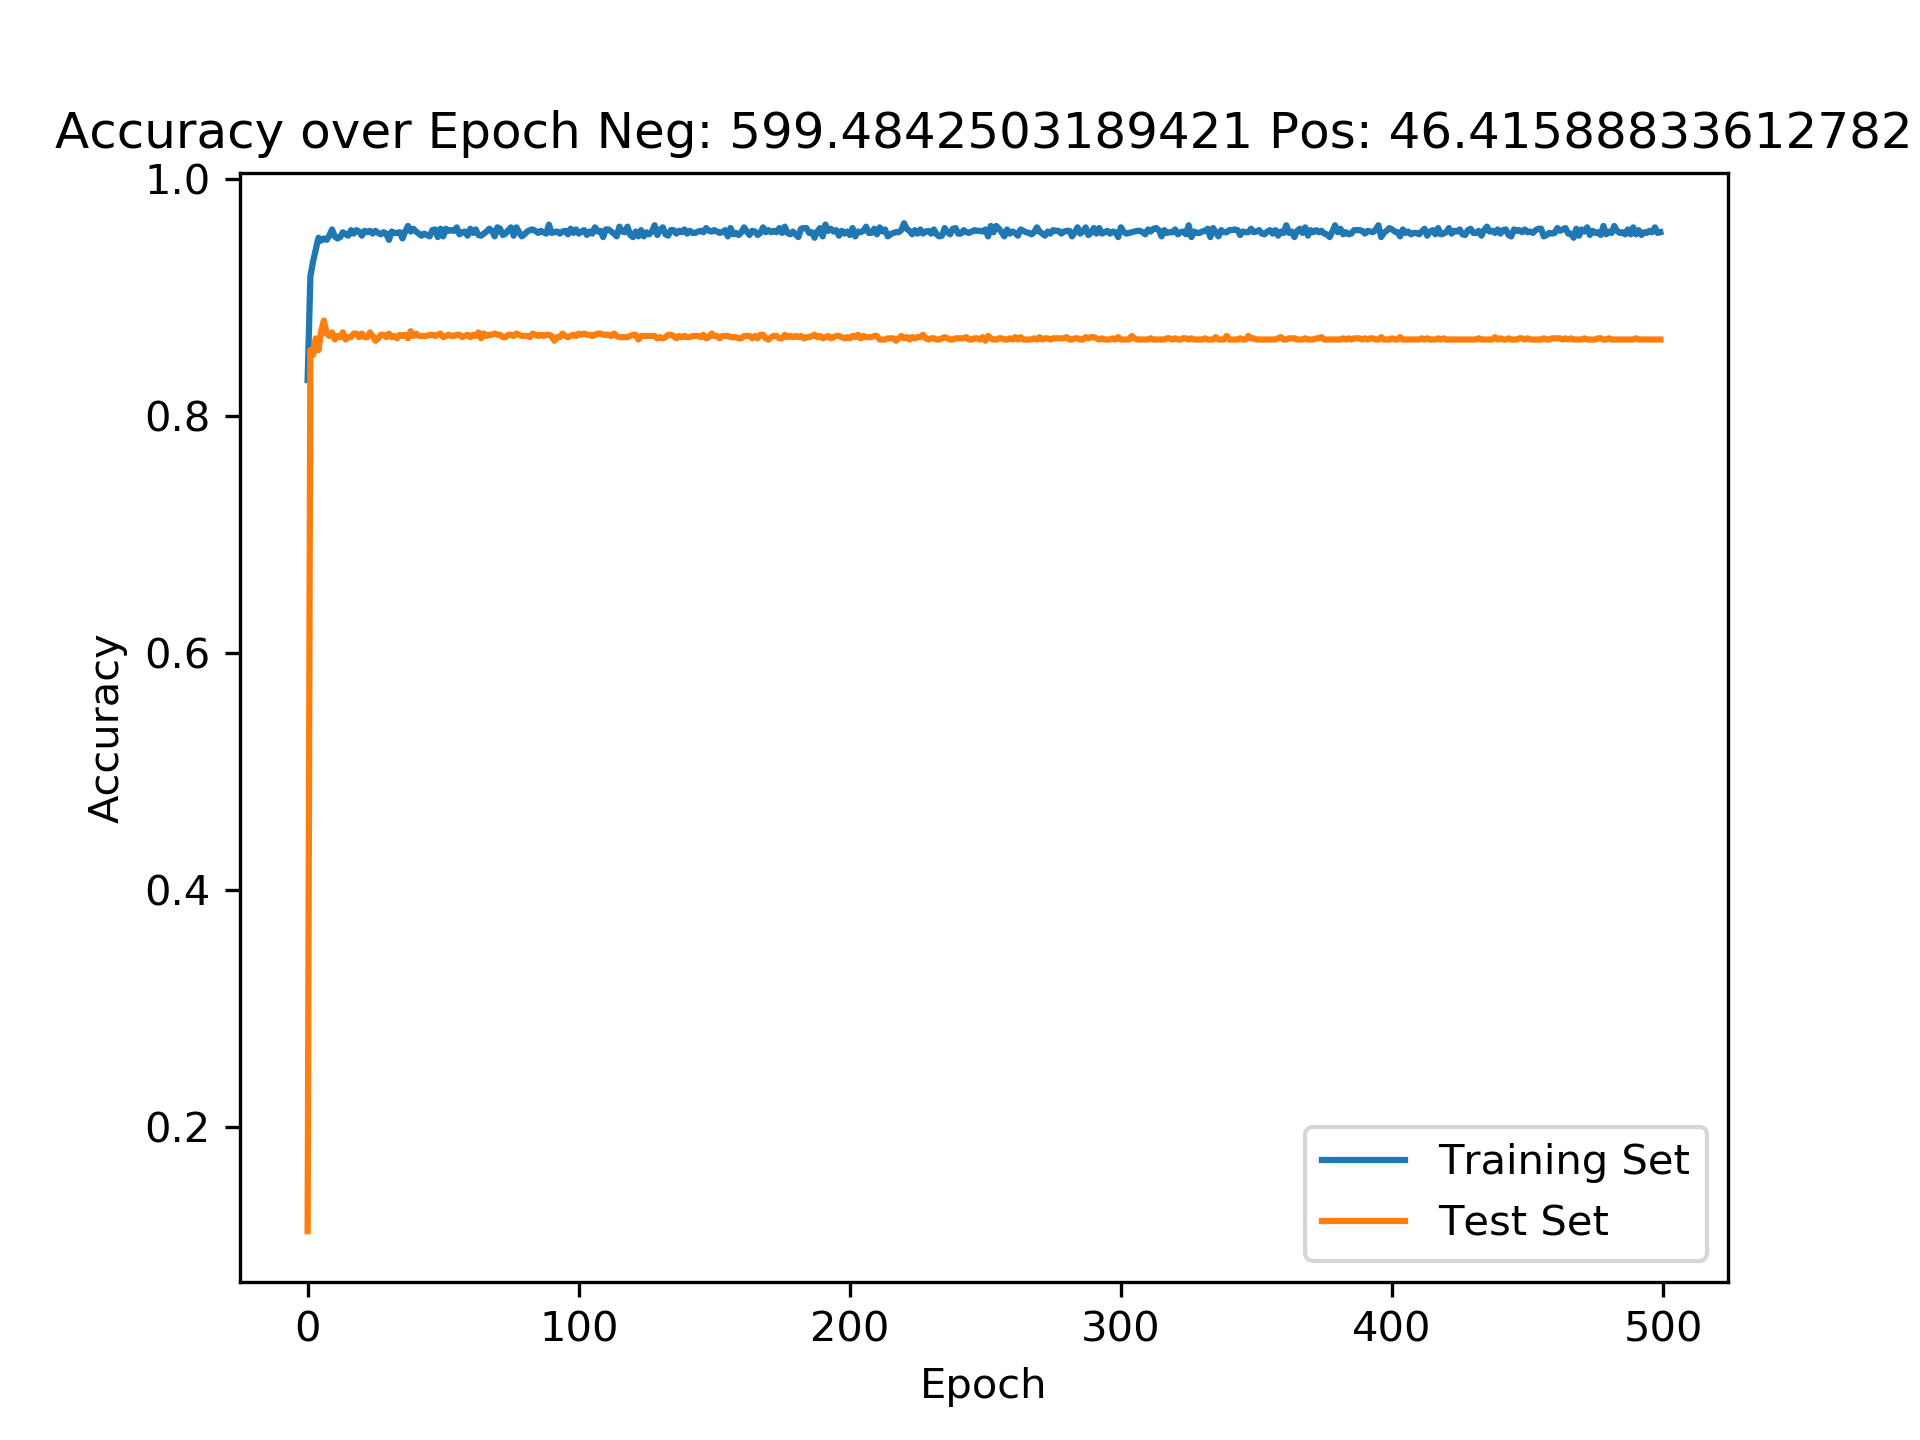 Accuracy over Epoch Neg: 599.4842503189421 Pos: 46.41588833612782
1.0
0.8
0.6
0.4
0.2
Accuracy
Training Set
Test Set
0 100 200 300 400 500
Epoch